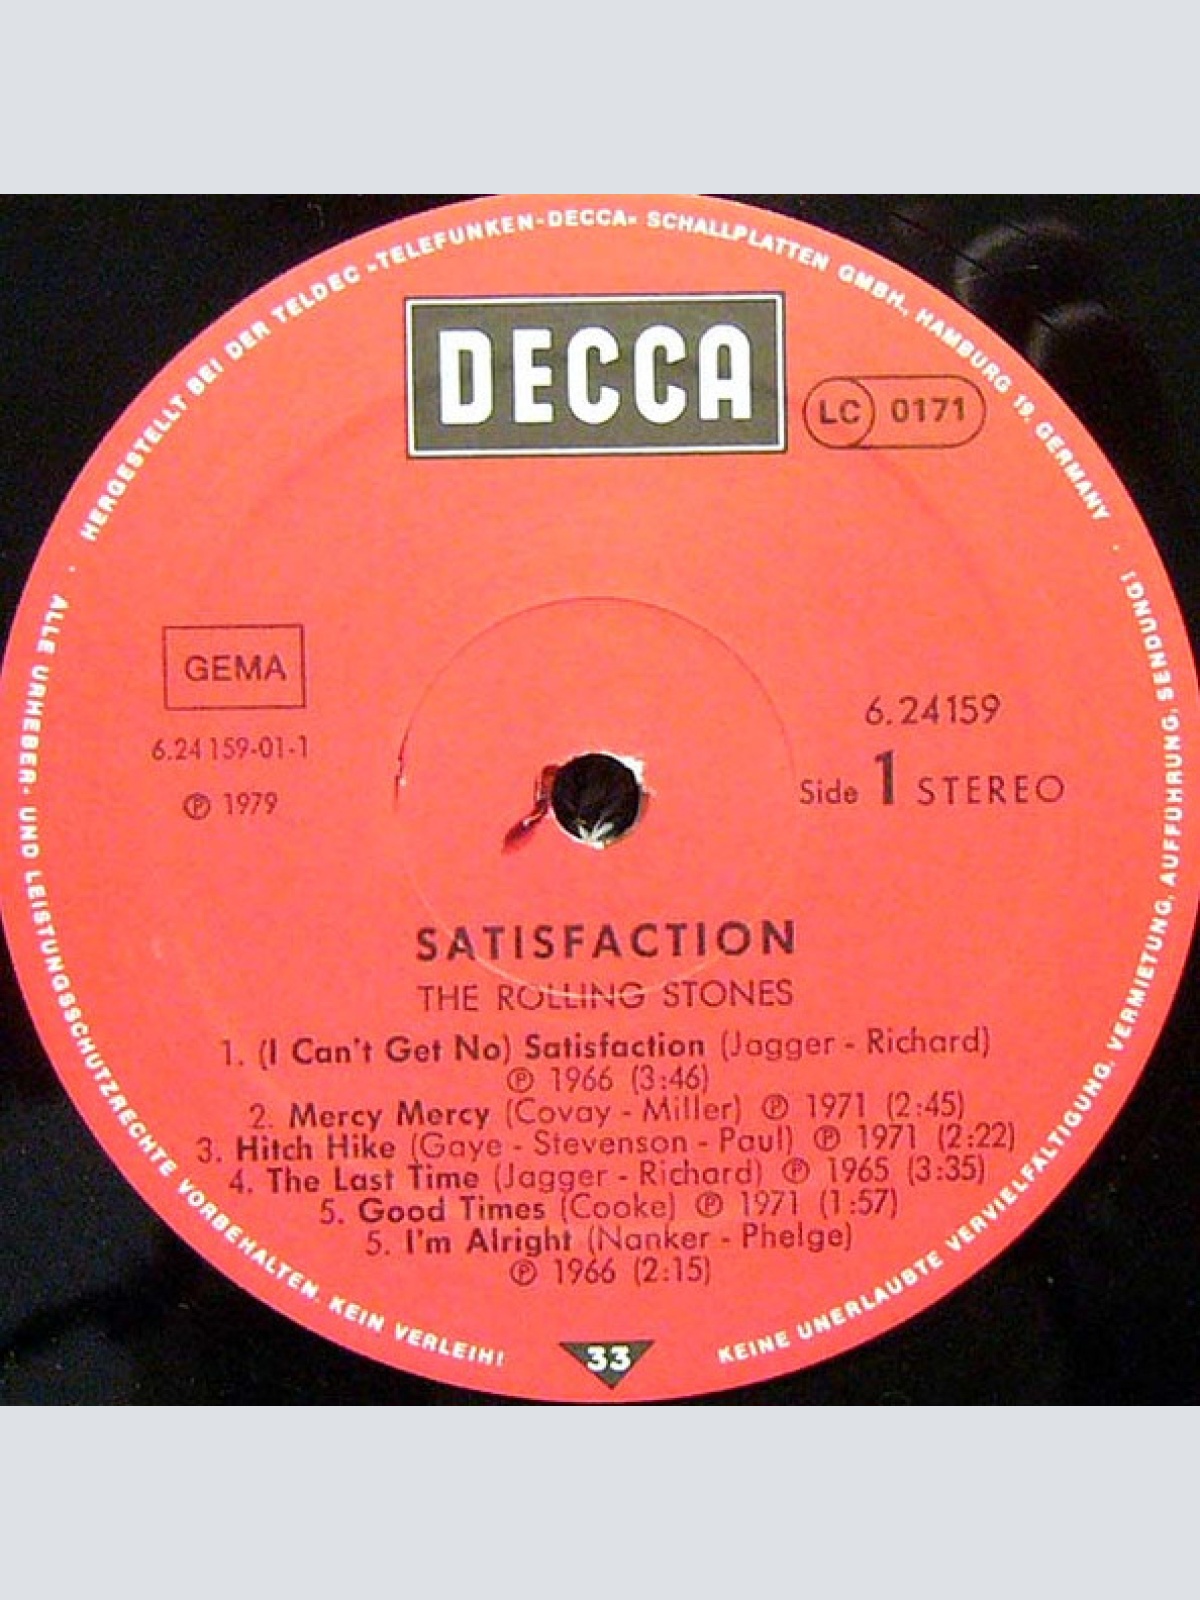 HERGESTELLT BEI DER TELDEC »TELEFUNKEN-DECCA« SCHALLPLATTEN GMBH., HAMBURG 19, GERMANY ·
DECCA
LC 0171
GEMA
6.24159-01-1
℗ 1979
6.24159
Side 1 STEREO
SATISFACTION
THE ROLLING STONES
1. (I Can't Get No) Satisfaction (Jagger - Richard)
℗ 1966 (3:46)
2. Mercy Mercy (Covay - Miller) ℗ 1971 (2:45)
3. Hitch Hike (Gaye - Stevenson - Paul) ℗ 1971 (2:22)
4. The Last Time (Jagger - Richard) ℗ 1965 (3:35)
5. Good Times (Cooke) ℗ 1971 (1:57)
5. I'm Alright (Nanker - Phelge)
℗ 1966 (2:15)
· ALLE URHEBER- UND LEISTUNGSSCHUTZRECHTE VORBEHALTEN. KEIN VERLEIH!
33
KEINE UNERLAUBTE VERVIELFÄLTIGUNG, VERMIETUNG, AUFFÜHRUNG, SENDUNG!